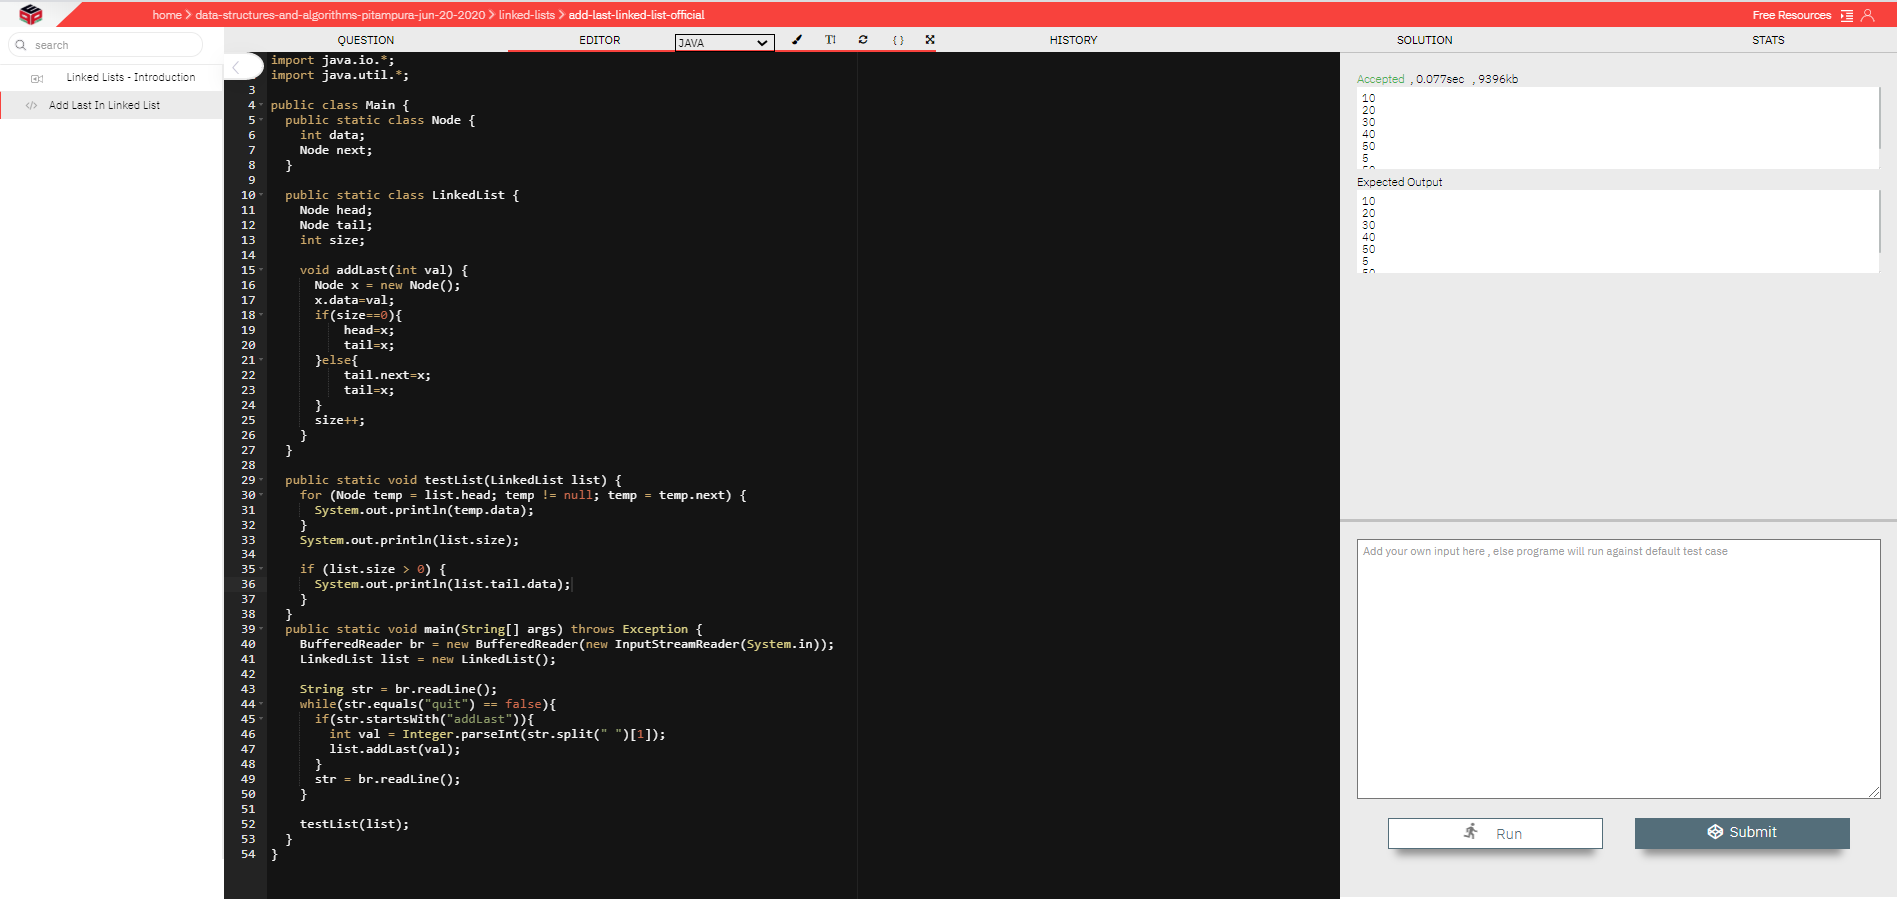 home > data-structures-and-algorithms-pitampura-jun-20-2020 > linked-lists > add-last-linked-list-official
Free Resources
search
Linked Lists - Introduction
Add Last In Linked List
QUESTION
EDITOR
JAVA
HISTORY
SOLUTION
STATS
import java.io.*;
import java.util.*;
3
4 public class Main {
5   public static class Node {
6     int data;
7     Node next;
8   }
9
10   public static class LinkedList {
11     Node head;
12     Node tail;
13     int size;
14
15     void addLast(int val) {
16       Node x = new Node();
17       x.data=val;
18       if(size==0){
19           head=x;
20           tail=x;
21       }else{
22           tail.next=x;
23           tail=x;
24       }
25       size++;
26     }
27   }
28
29   public static void testList(LinkedList list) {
30     for (Node temp = list.head; temp != null; temp = temp.next) {
31       System.out.println(temp.data);
32     }
33     System.out.println(list.size);
34
35     if (list.size > 0) {
36       System.out.println(list.tail.data);
37     }
38   }
39   public static void main(String[] args) throws Exception {
40     BufferedReader br = new BufferedReader(new InputStreamReader(System.in));
41     LinkedList list = new LinkedList();
42
43     String str = br.readLine();
44     while(str.equals("quit") == false){
45       if(str.startsWith("addLast")){
46         int val = Integer.parseInt(str.split(" ")[1]);
47         list.addLast(val);
48       }
49       str = br.readLine();
50     }
51
52     testList(list);
53   }
54 }
Accepted , 0.077sec , 9396kb
10
20
30
40
50
5
50
Expected Output
10
20
30
40
50
5
50
Add your own input here , else programe will run against default test case
Run
Submit